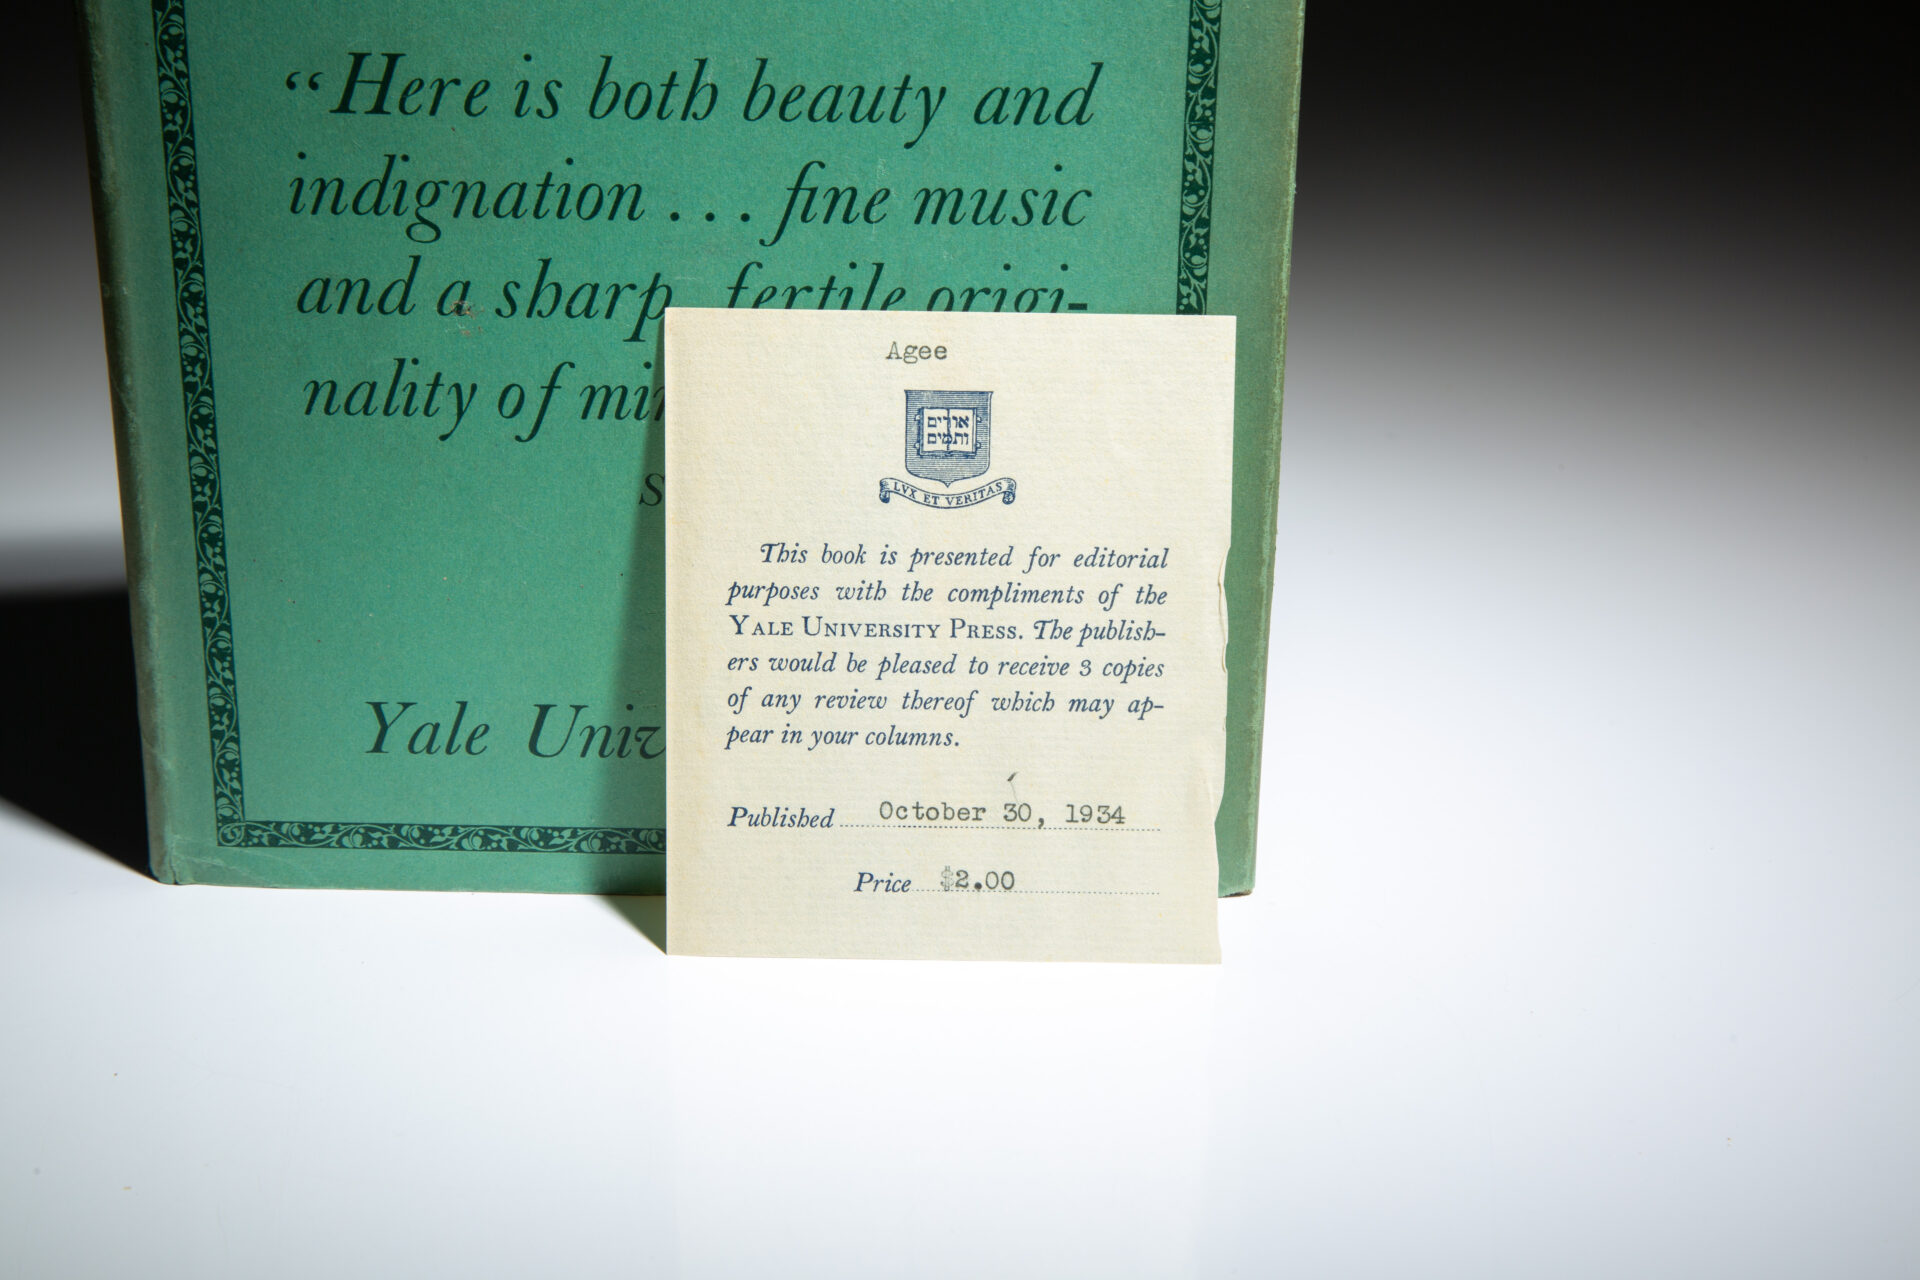 “Here is both beauty and
indignation . . . fine music
and a sharp, fertile origi-
nality of
Yale
Agee
אורים
ותמים
LVX ET VERITAS
This book is presented for editorial
purposes with the compliments of the
YALE UNIVERSITY PRESS. The publish-
ers would be pleased to receive 3 copies
of any review thereof which may ap-
pear in your columns.
Published October 30, 1934
Price $2.00